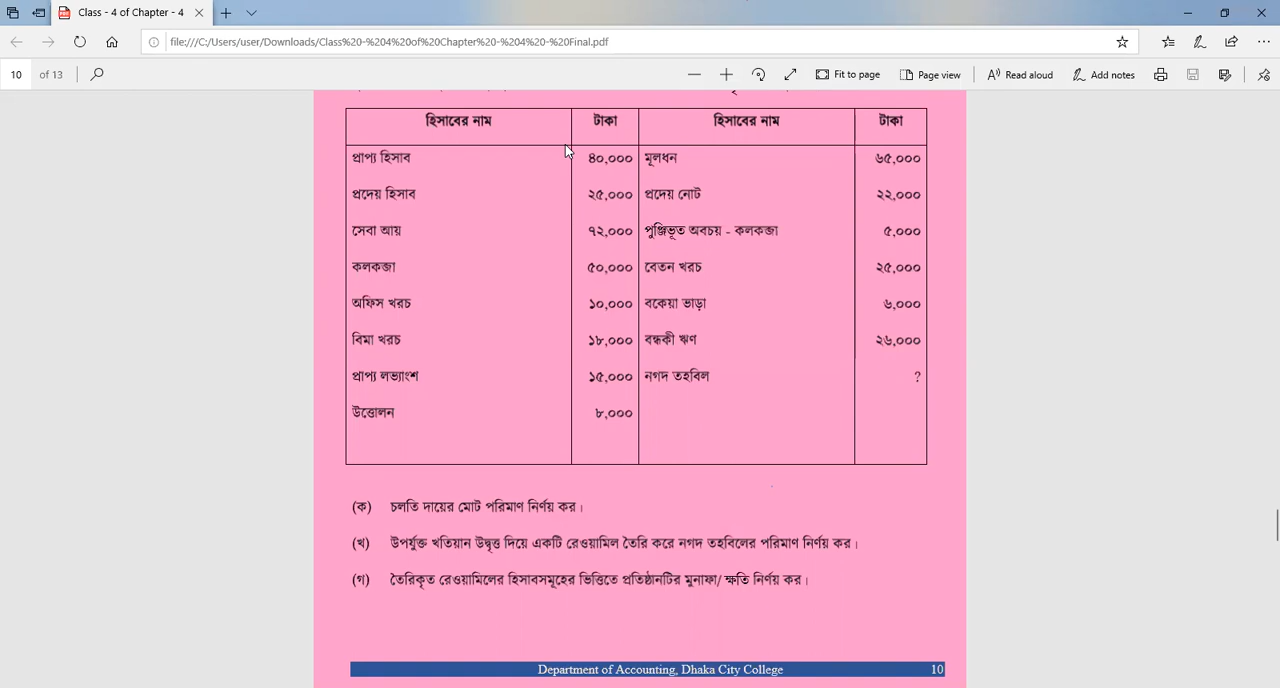 Class - 4 of Chapter - 4
file:///C:/Users/user/Downloads/Class%20-%204%20of%20Chapter%20-%204%20-%20Final.pdf
10 of 13 Fit to page Page view Read aloud Add notes
হিসাবের নাম টাকা হিসাবের নাম টাকা
প্রাপ্য হিসাব ৪০,০০০ মূলধন ৬৫,০০০
প্রদেয় হিসাব ২৫,০০০ প্রদেয় নোট ২২,০০০
সেবা আয় ৭২,০০০ পুঞ্জিভূত অবচয় - কলকজা ৫,০০০
কলকজা ৫০,০০০ বেতন খরচ ২৫,০০০
অফিস খরচ ১০,০০০ বকেয়া ভাড়া ৬,০০০
বিমা খরচ ১৮,০০০ বন্ধকী ঋণ ২৬,০০০
প্রাপ্য লভ্যাংশ ১৫,০০০ নগদ তহবিল ?
উত্তোলন ৮,০০০
(ক) চলতি দায়ের মোট পরিমাণ নির্ণয় কর।
(খ) উপর্যুক্ত খতিয়ান উদ্বৃত্ত দিয়ে একটি রেওয়ামিল তৈরি করে নগদ তহবিলের পরিমাণ নির্ণয় কর।
(গ) তৈরিকৃত রেওয়ামিলের হিসাবসমূহের ভিত্তিতে প্রতিষ্ঠানটির মুনাফা/ ক্ষতি নির্ণয় কর।
Department of Accounting, Dhaka City College 10